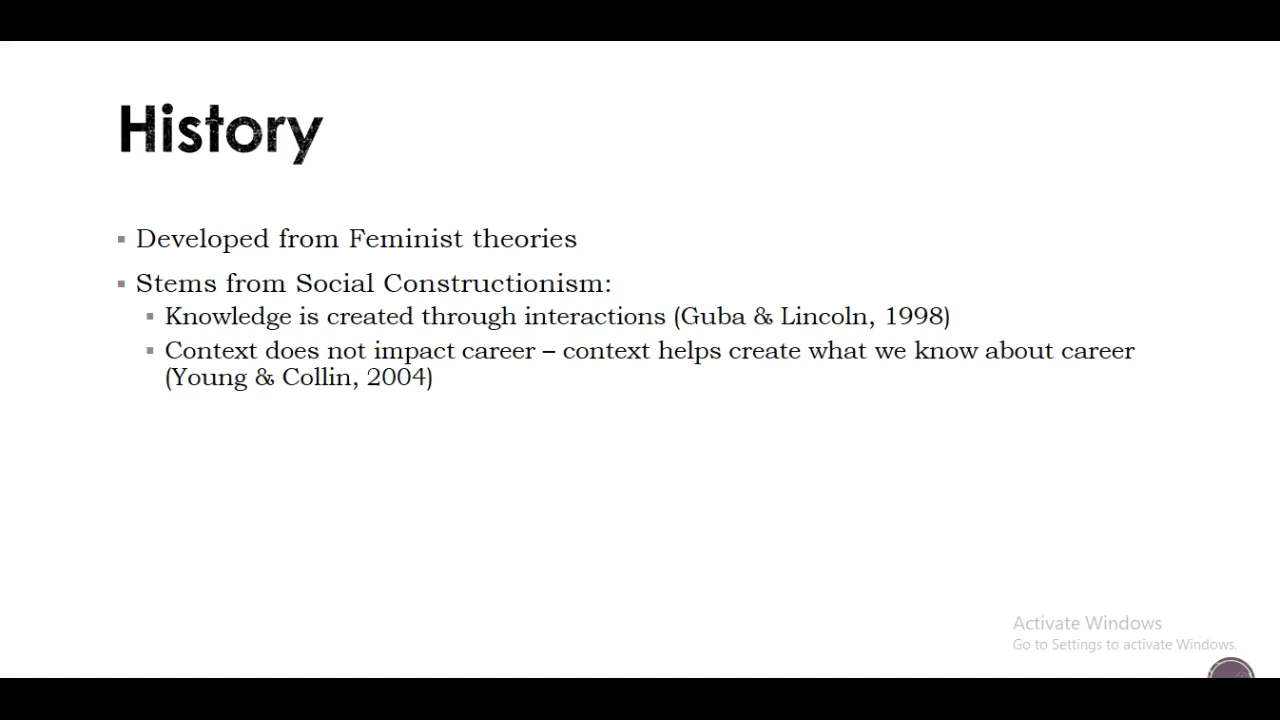 History
Developed from Feminist theories
Stems from Social Constructionism:
Knowledge is created through interactions (Guba & Lincoln, 1998)
Context does not impact career – context helps create what we know about career
(Young & Collin, 2004)
Activate Windows
Go to Settings to activate Windows.